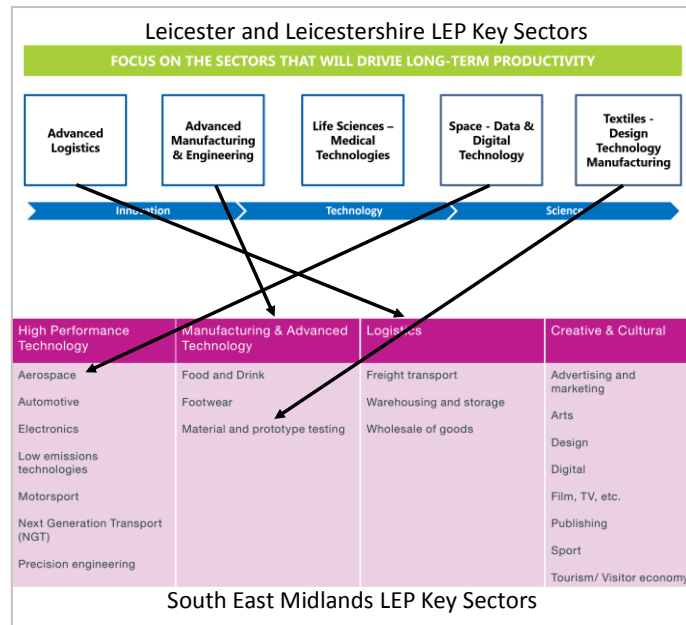 Leicester and Leicestershire LEP Key Sectors
FOCUS ON THE SECTORS THAT WILL DRIVIE LONG-TERM PRODUCTIVITY
Advanced
Logistics
Advanced
Manufacturing
& Engineering
Life Sciences –
Medical
Technologies
Space - Data &
Digital
Technology
Textiles -
Design
Technology
Manufacturing
Innovation
Technology
Science
High Performance
Technology
Aerospace
Automotive
Electronics
Low emissions
technologies
Motorsport
Next Generation Transport
(NGT)
Precision engineering
Manufacturing & Advanced
Technology
Food and Drink
Footwear
Material and prototype testing
Logistics
Freight transport
Warehousing and storage
Wholesale of goods
Creative & Cultural
Advertising and
marketing
Arts
Design
Digital
Film, TV, etc.
Publishing
Sport
Tourism/ Visitor economy
South East Midlands LEP Key Sectors